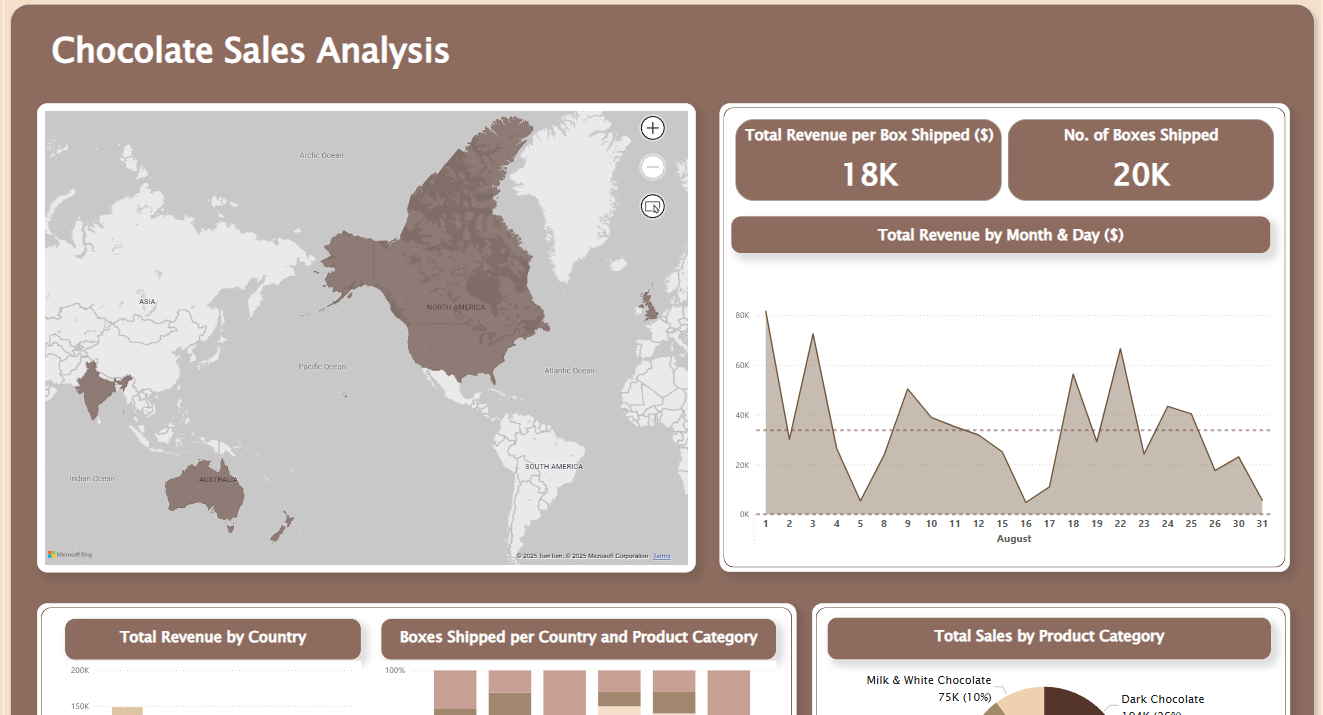 Chocolate Sales Analysis
Arctic Ocean
ASIA
NORTH AMERICA
Pacific Ocean
Atlantic Ocean
SOUTH AMERICA
Indian Ocean
AUSTRALIA
Microsoft Bing
© 2025 TomTom, © 2025 Microsoft Corporation Terms
Total Revenue per Box Shipped ($)
18K
No. of Boxes Shipped
20K
Total Revenue by Month & Day ($)
80K
60K
40K
20K
0K
1 2 3 4 5 8 9 10 11 12 15 16 17 18 19 22 23 24 25 26 30 31
August
Total Revenue by Country
200K
150K
Boxes Shipped per Country and Product Category
100%
Total Sales by Product Category
Milk & White Chocolate
75K (10%)
Dark Chocolate